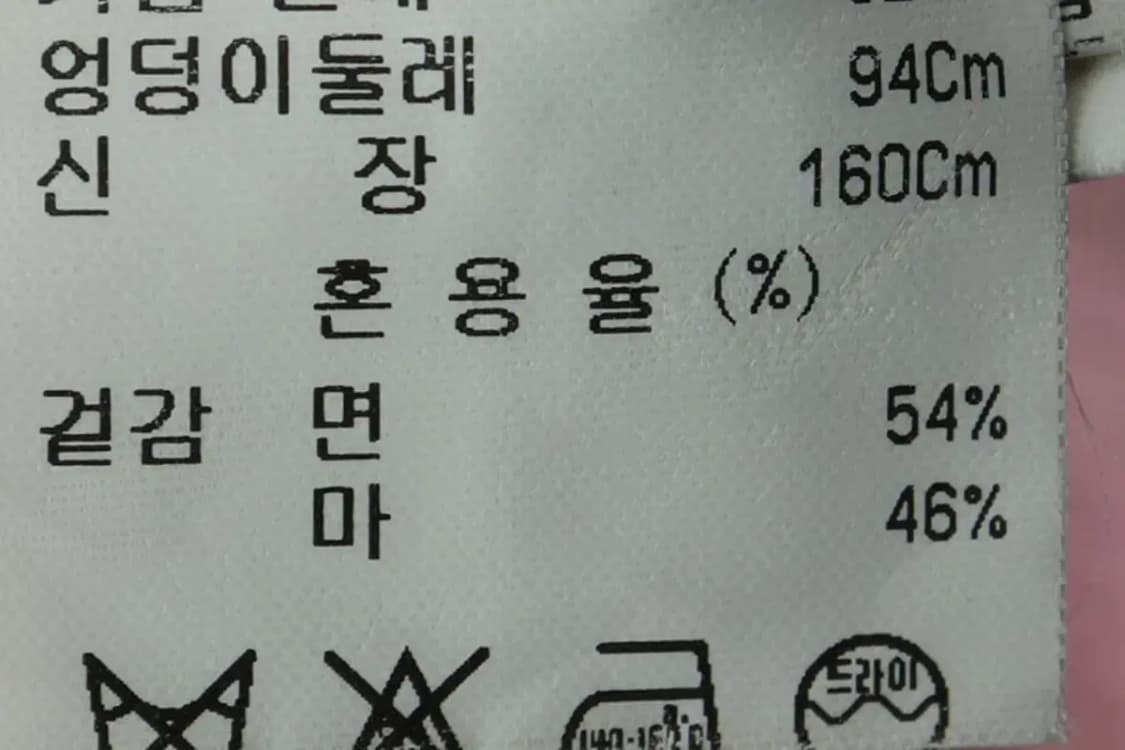 엉덩이둘레 94Cm
신 장 160Cm
혼 용 율 (%)
겉감 면 54%
마 46%
드라이